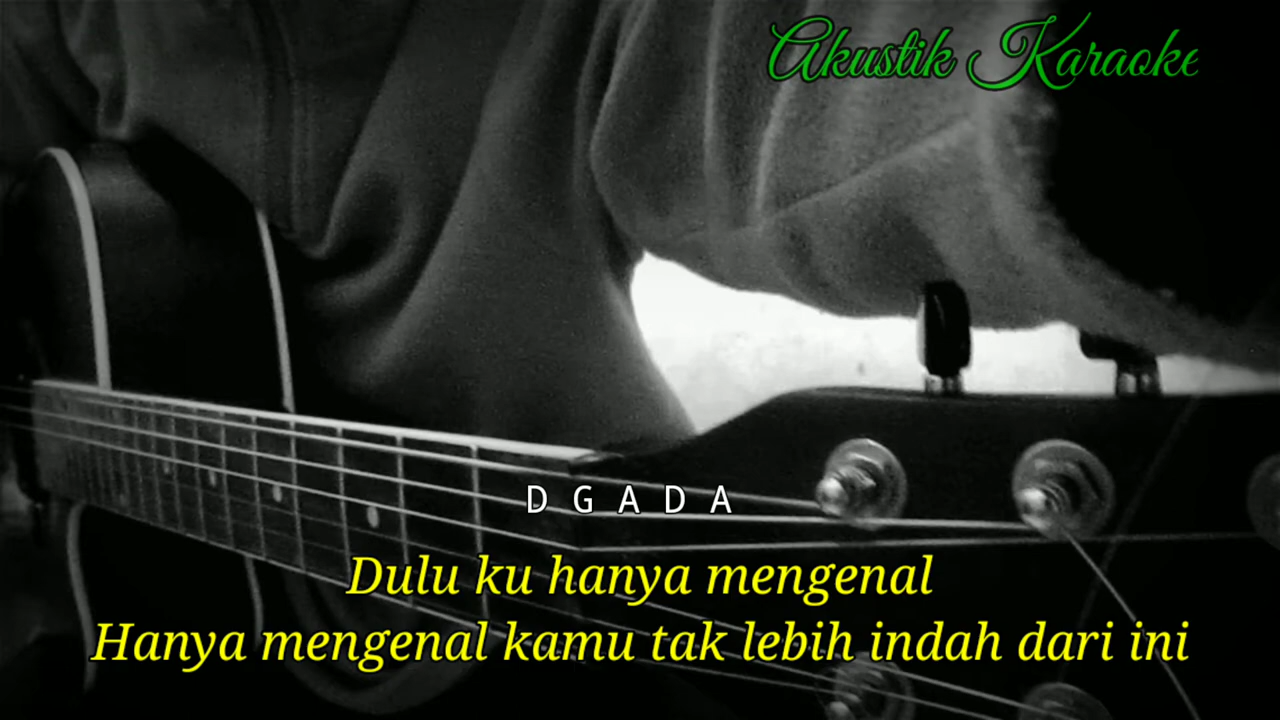 Akustik Karaoke
D G A D A
Dulu ku hanya mengenal
Hanya mengenal kamu tak lebih indah dari ini